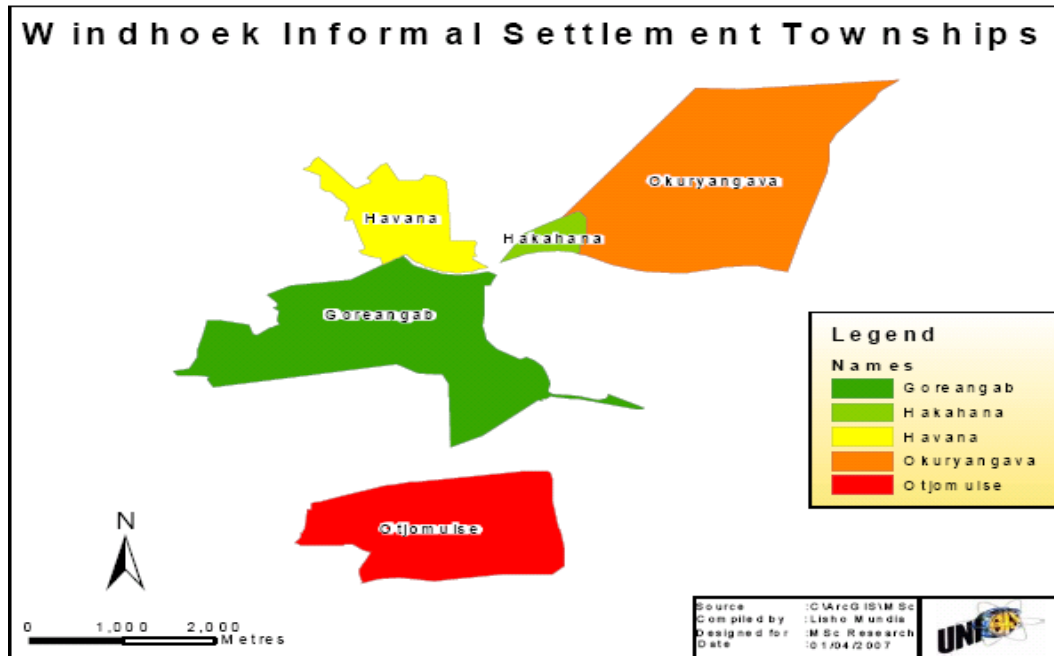 Windhoek Informal Settlement Townships
Okuryangava
Havana
Hakahana
Goreangab
Legend
Names
Goreangab
Hakahana
Havana
Okuryangava
Otjomulse
Otjomulse
N
0 1,000 2,000
Metres
Source :C\ArcGIS\MSc
Compiled by :Lisho Mundia
Designed for :MSc Research
Date :01/04/2007